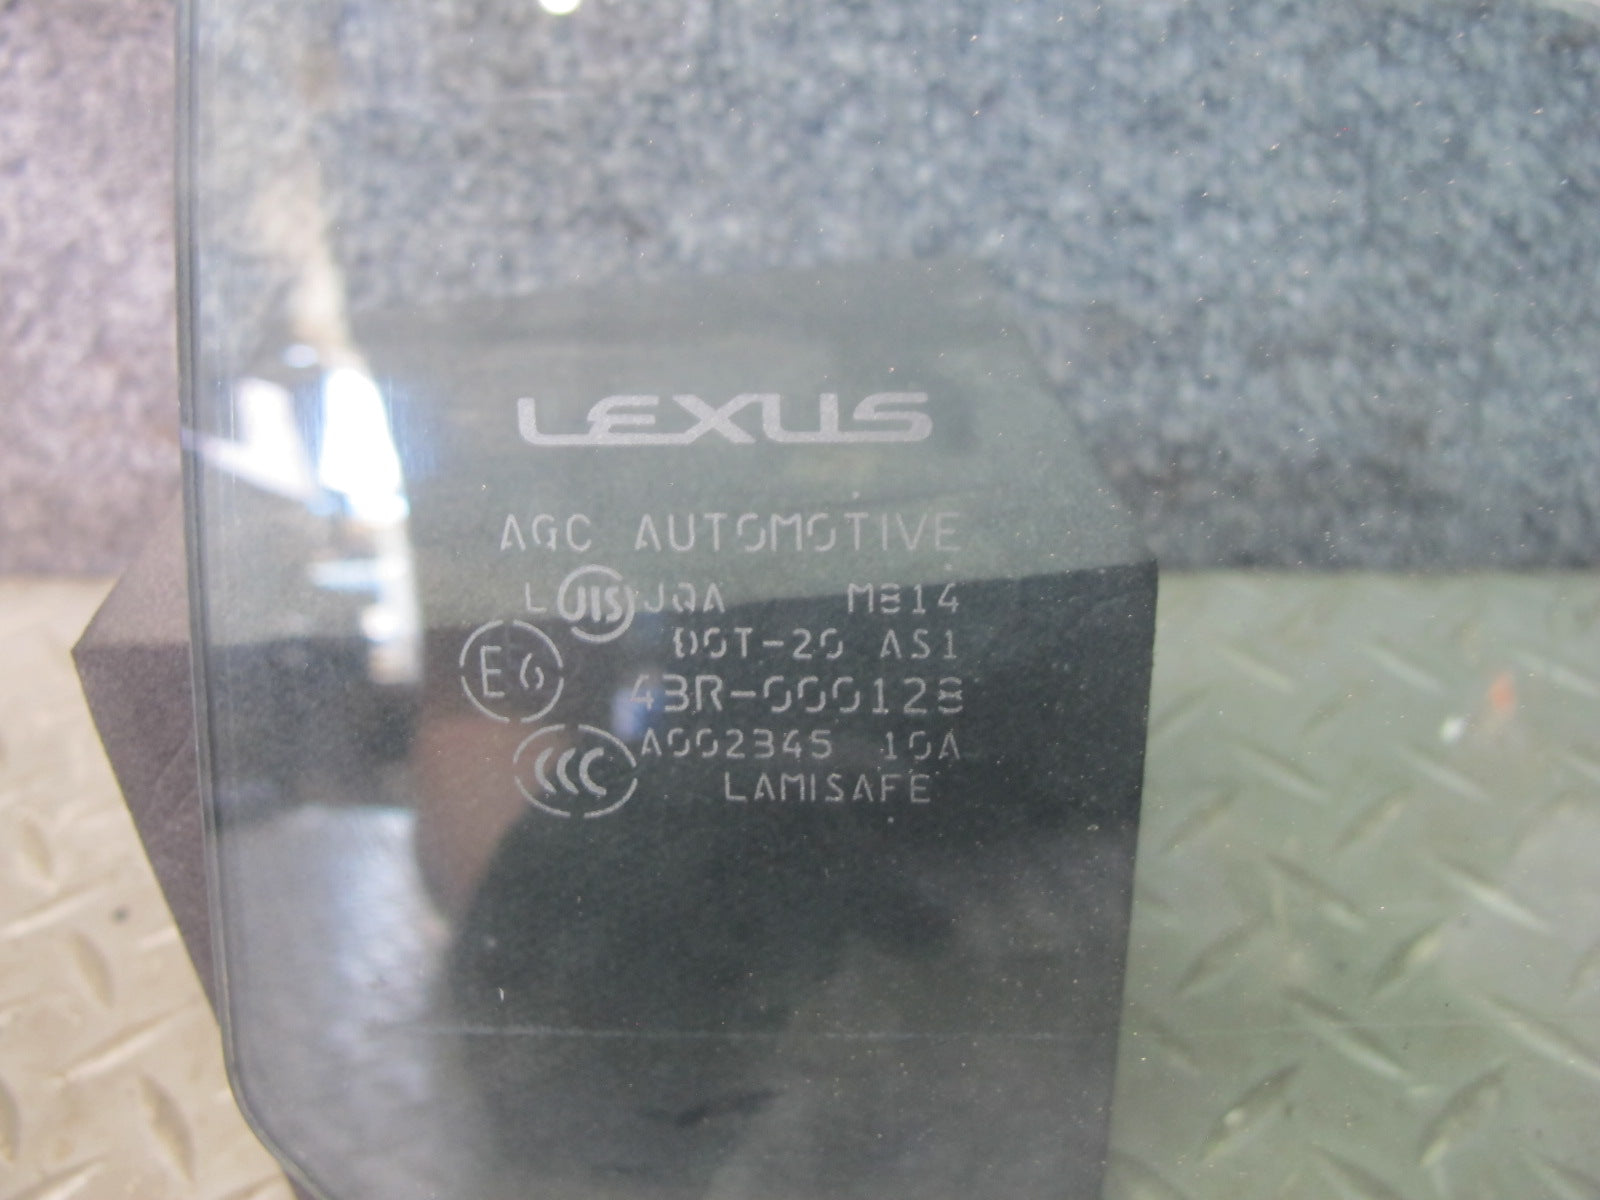 LEXUS
AGC AUTOMOTIVE
L JIS JQA M814
DOT-20 AS1
E6 43R-000128
CCC A002345 10A
LAMISAFE